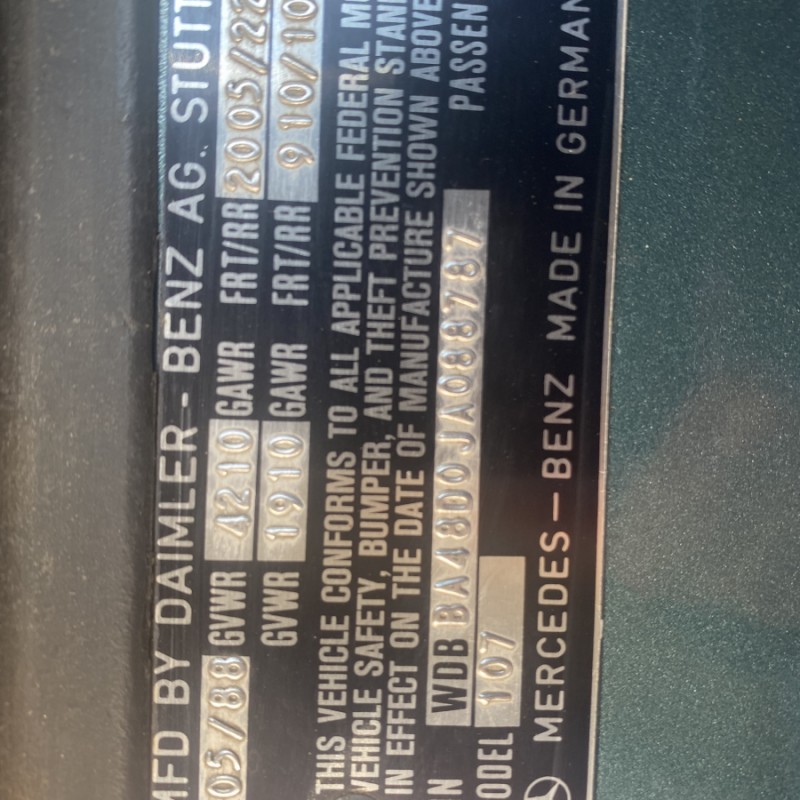 MFD BY DAIMLER-BENZ AG. STUTT
05/88 GVWR 4210 GAWR FRT/RR 2005/22
GVWR 1910 GAWR FRT/RR 910/10
THIS VEHICLE CONFORMS TO ALL APPLICABLE FEDERAL M
VEHICLE SAFETY, BUMPER, AND THEFT PREVENTION STAN
IN EFFECT ON THE DATE OF MANUFACTURE SHOWN ABOVE
IN WDB BA48D0JA088787 PASSEN
ODEL 107
MERCEDES-BENZ MADE IN GERMAN